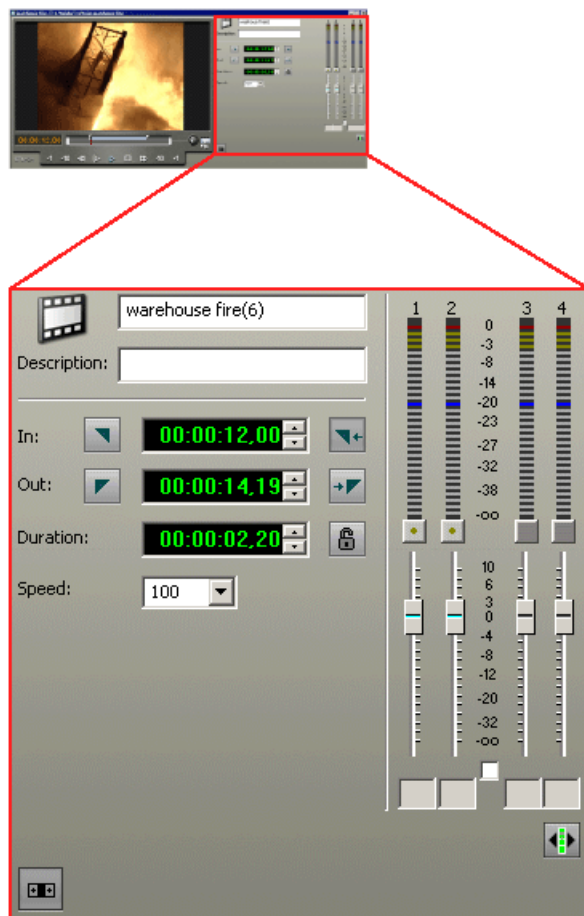 warehouse fire(6)
Description:
In: 00:00:12,00
Out: 00:00:14,19
Duration: 00:00:02,20
Speed: 100
1 2 3 4
0
-3
-8
-14
-20
-23
-27
-32
-38
-oo
10
6
3
0
-4
-8
-12
-20
-32
-oo